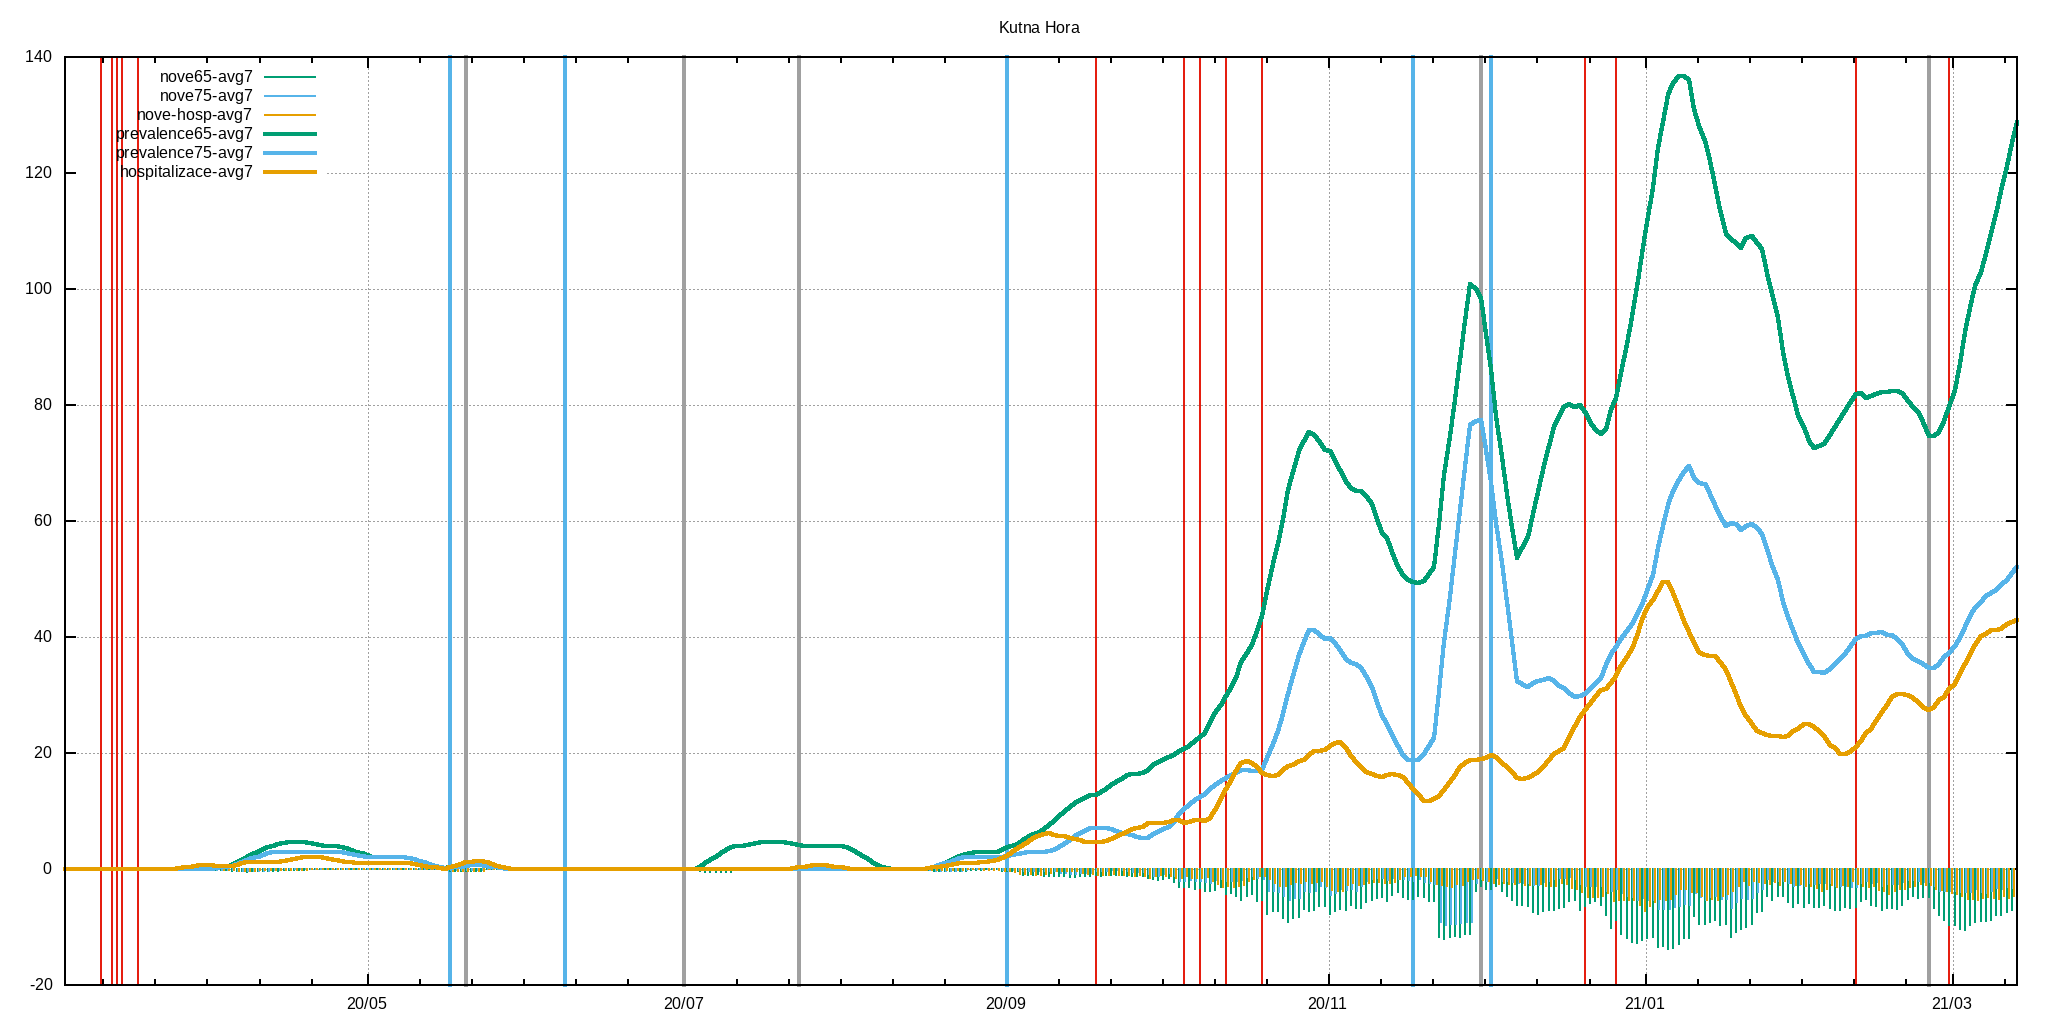 Kutna Hora
140
120
100
80
60
40
20
0
-20
nove65-avg7
nove75-avg7
nove-hosp-avg7
prevalence65-avg7
prevalence75-avg7
hospitalizace-avg7
20/05
20/07
20/09
20/11
21/01
21/03